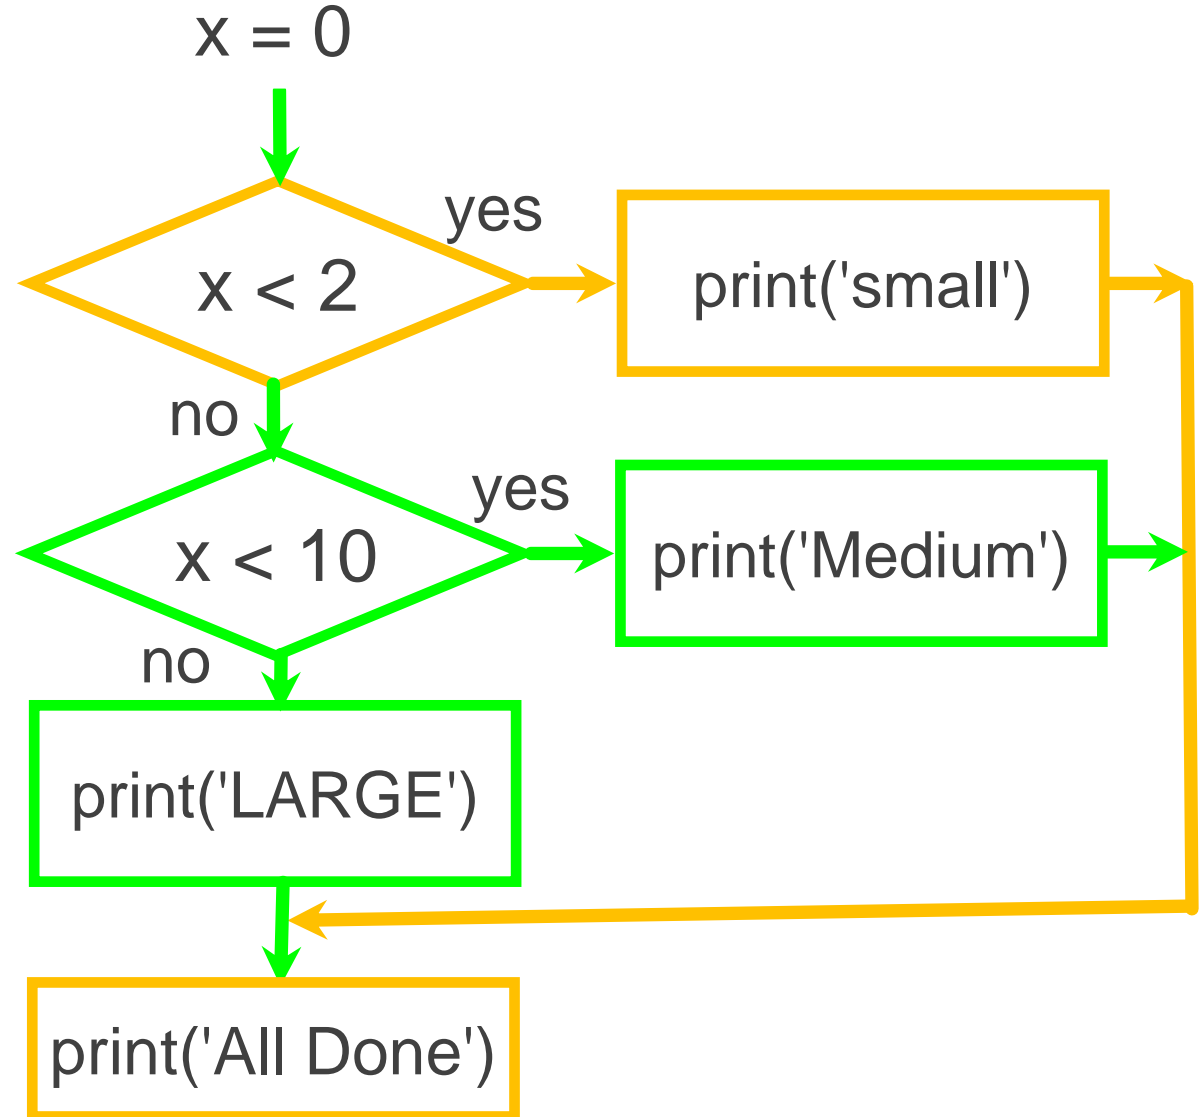 x = 0
yes
x < 2
print('small')
no
yes
x < 10
print('Medium')
no
print('LARGE')
print('All Done')